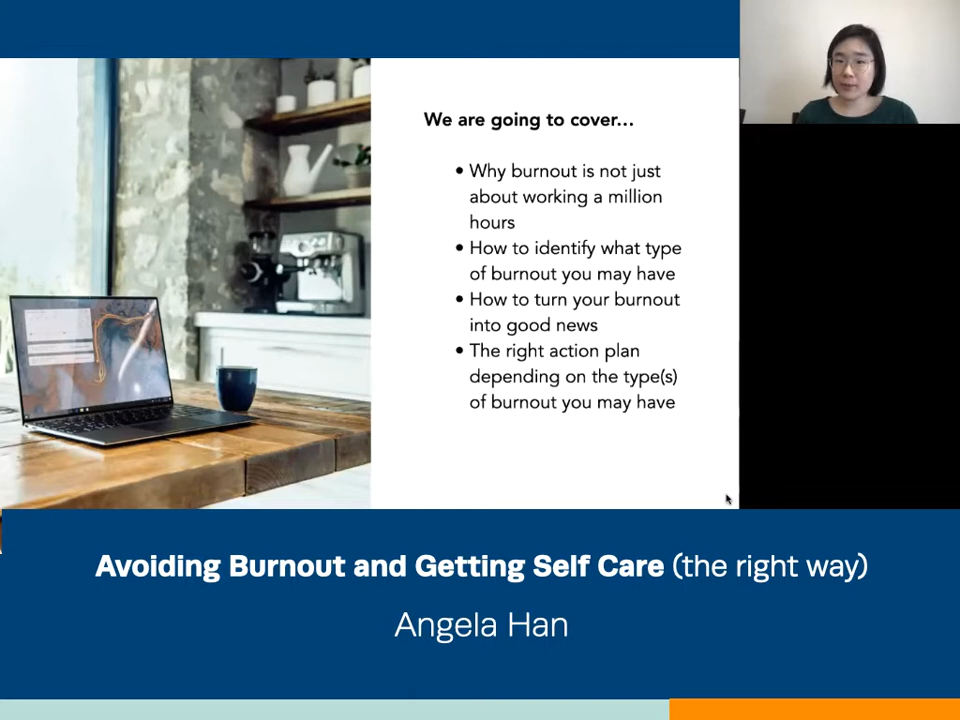 We are going to cover...
• Why burnout is not just
about working a million
hours
• How to identify what type
of burnout you may have
• How to turn your burnout
into good news
• The right action plan
depending on the type(s)
of burnout you may have
Avoiding Burnout and Getting Self Care (the right way)
Angela Han